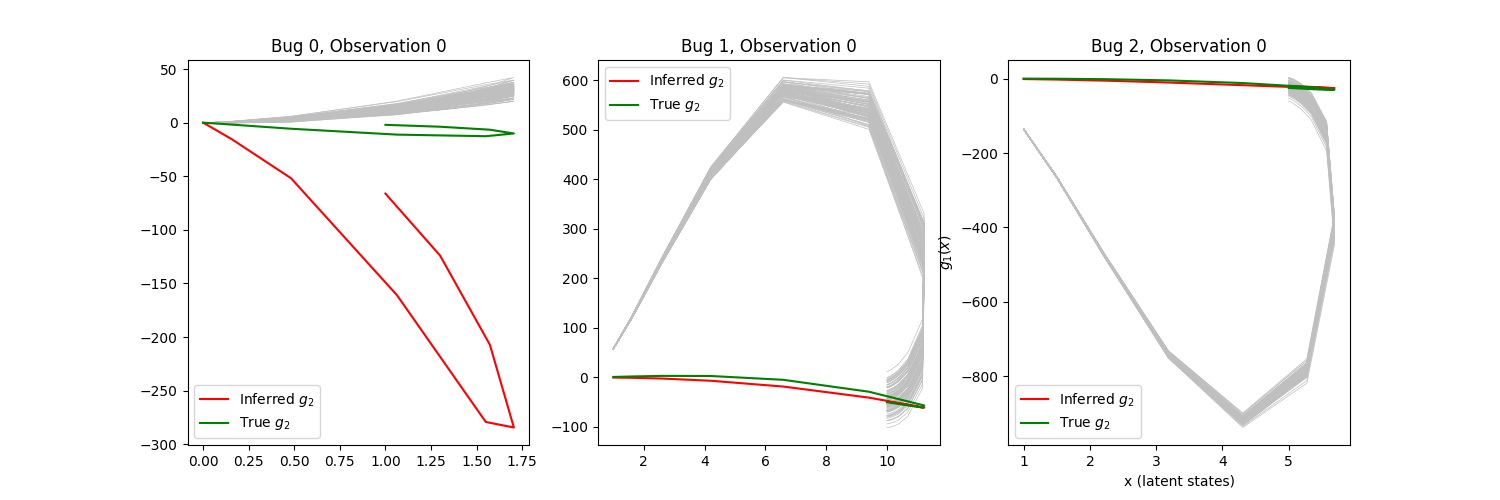 Bug 0, Observation 0
50
0
−50
−100
−150
−200
−250
−300
0.00 0.25 0.50 0.75 1.00 1.25 1.50 1.75
Inferred g₂
True g₂
Bug 1, Observation 0
600
500
400
300
200
100
0
−100
2 4 6 8 10
Inferred g₂
True g₂
Bug 2, Observation 0
g₁(x)
0
−200
−400
−600
−800
1 2 3 4 5
x (latent states)
Inferred g₂
True g₂